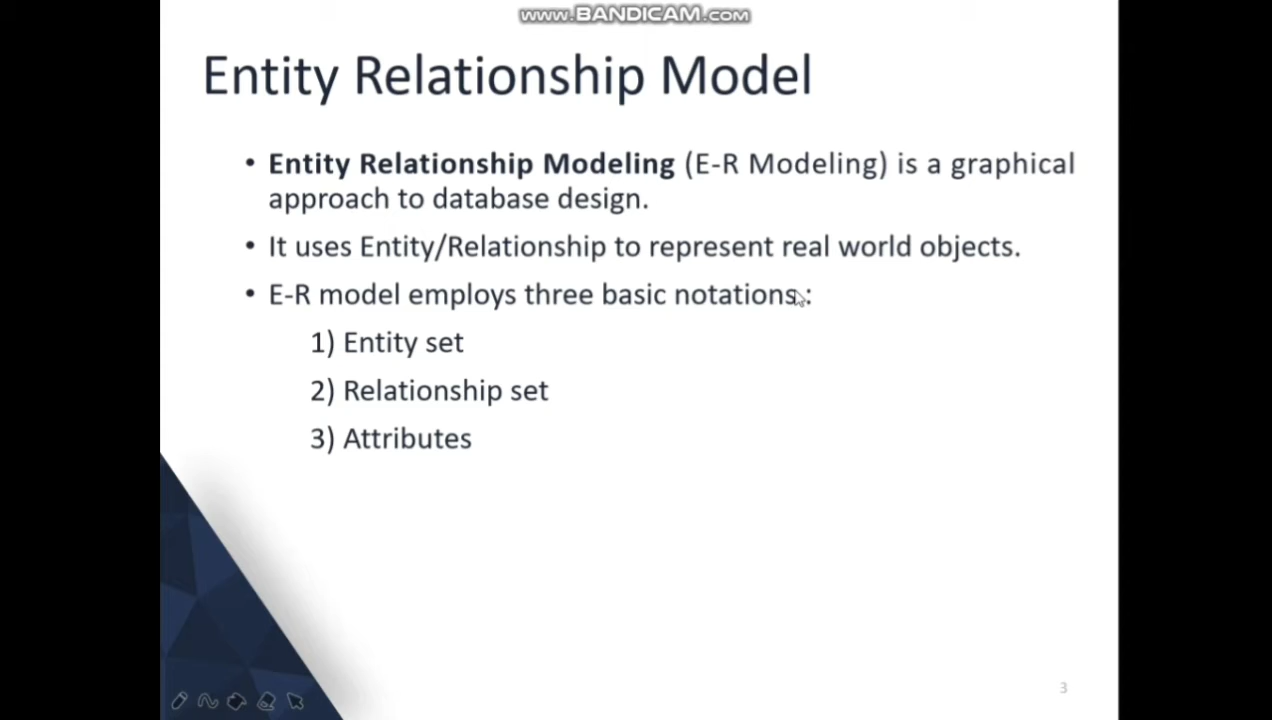 www.BANDICAM.com
Entity Relationship Model
• Entity Relationship Modeling (E-R Modeling) is a graphical
approach to database design.
• It uses Entity/Relationship to represent real world objects.
• E-R model employs three basic notations :
1) Entity set
2) Relationship set
3) Attributes
3